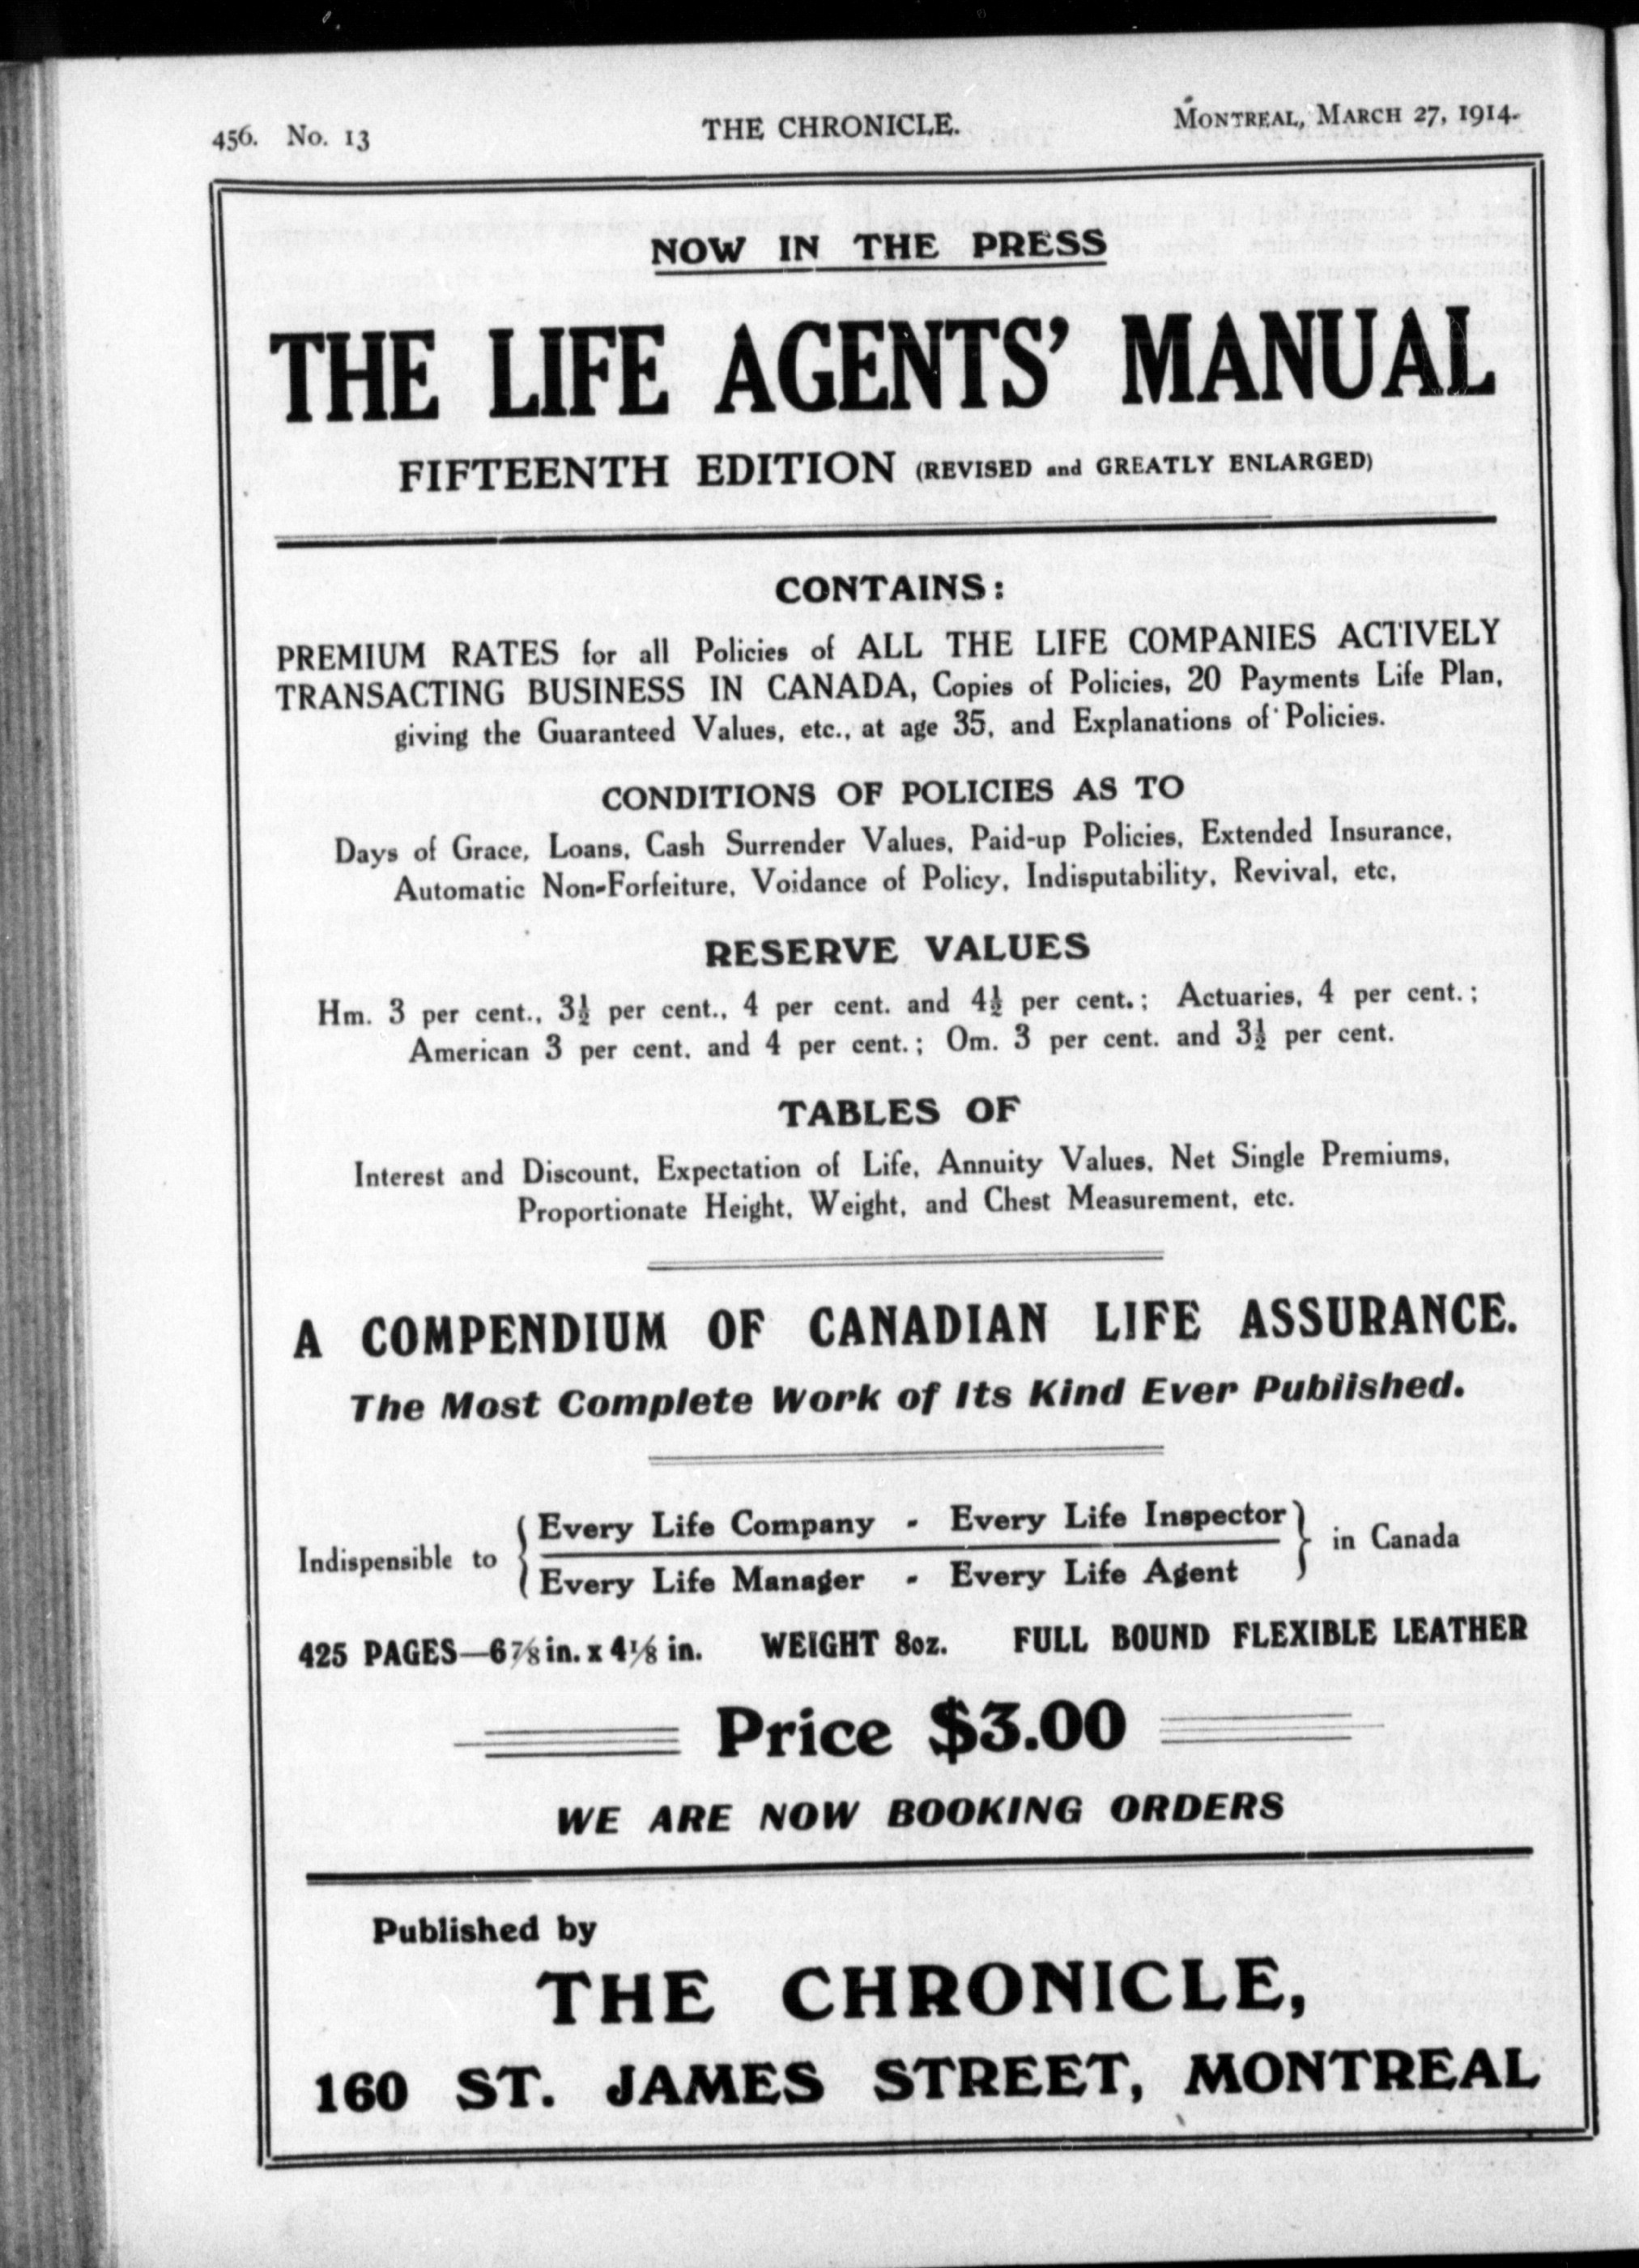 456. No. 13 THE CHRONICLE. MONTREAL, MARCH 27, 1914.
NOW IN THE PRESS
THE LIFE AGENTS' MANUAL
FIFTEENTH EDITION (REVISED and GREATLY ENLARGED)
CONTAINS:
PREMIUM RATES for all Policies of ALL THE LIFE COMPANIES ACTIVELY
TRANSACTING BUSINESS IN CANADA, Copies of Policies, 20 Payments Life Plan,
giving the Guaranteed Values, etc., at age 35, and Explanations of Policies.
CONDITIONS OF POLICIES AS TO
Days of Grace, Loans, Cash Surrender Values, Paid-up Policies, Extended Insurance,
Automatic Non-Forfeiture, Voidance of Policy, Indisputability, Revival, etc,
RESERVE VALUES
Hm. 3 per cent., 3½ per cent., 4 per cent. and 4½ per cent.; Actuaries, 4 per cent.;
American 3 per cent. and 4 per cent.; Om. 3 per cent. and 3½ per cent.
TABLES OF
Interest and Discount, Expectation of Life, Annuity Values, Net Single Premiums,
Proportionate Height, Weight, and Chest Measurement, etc.
A COMPENDIUM OF CANADIAN LIFE ASSURANCE.
The Most Complete Work of Its Kind Ever Published.
Indispensible to { Every Life Company - Every Life Inspector } in Canada
Every Life Manager - Every Life Agent
425 PAGES—6⅞ in. x 4⅛ in. WEIGHT 8oz. FULL BOUND FLEXIBLE LEATHER
Price $3.00
WE ARE NOW BOOKING ORDERS
Published by
THE CHRONICLE,
160 ST. JAMES STREET, MONTREAL